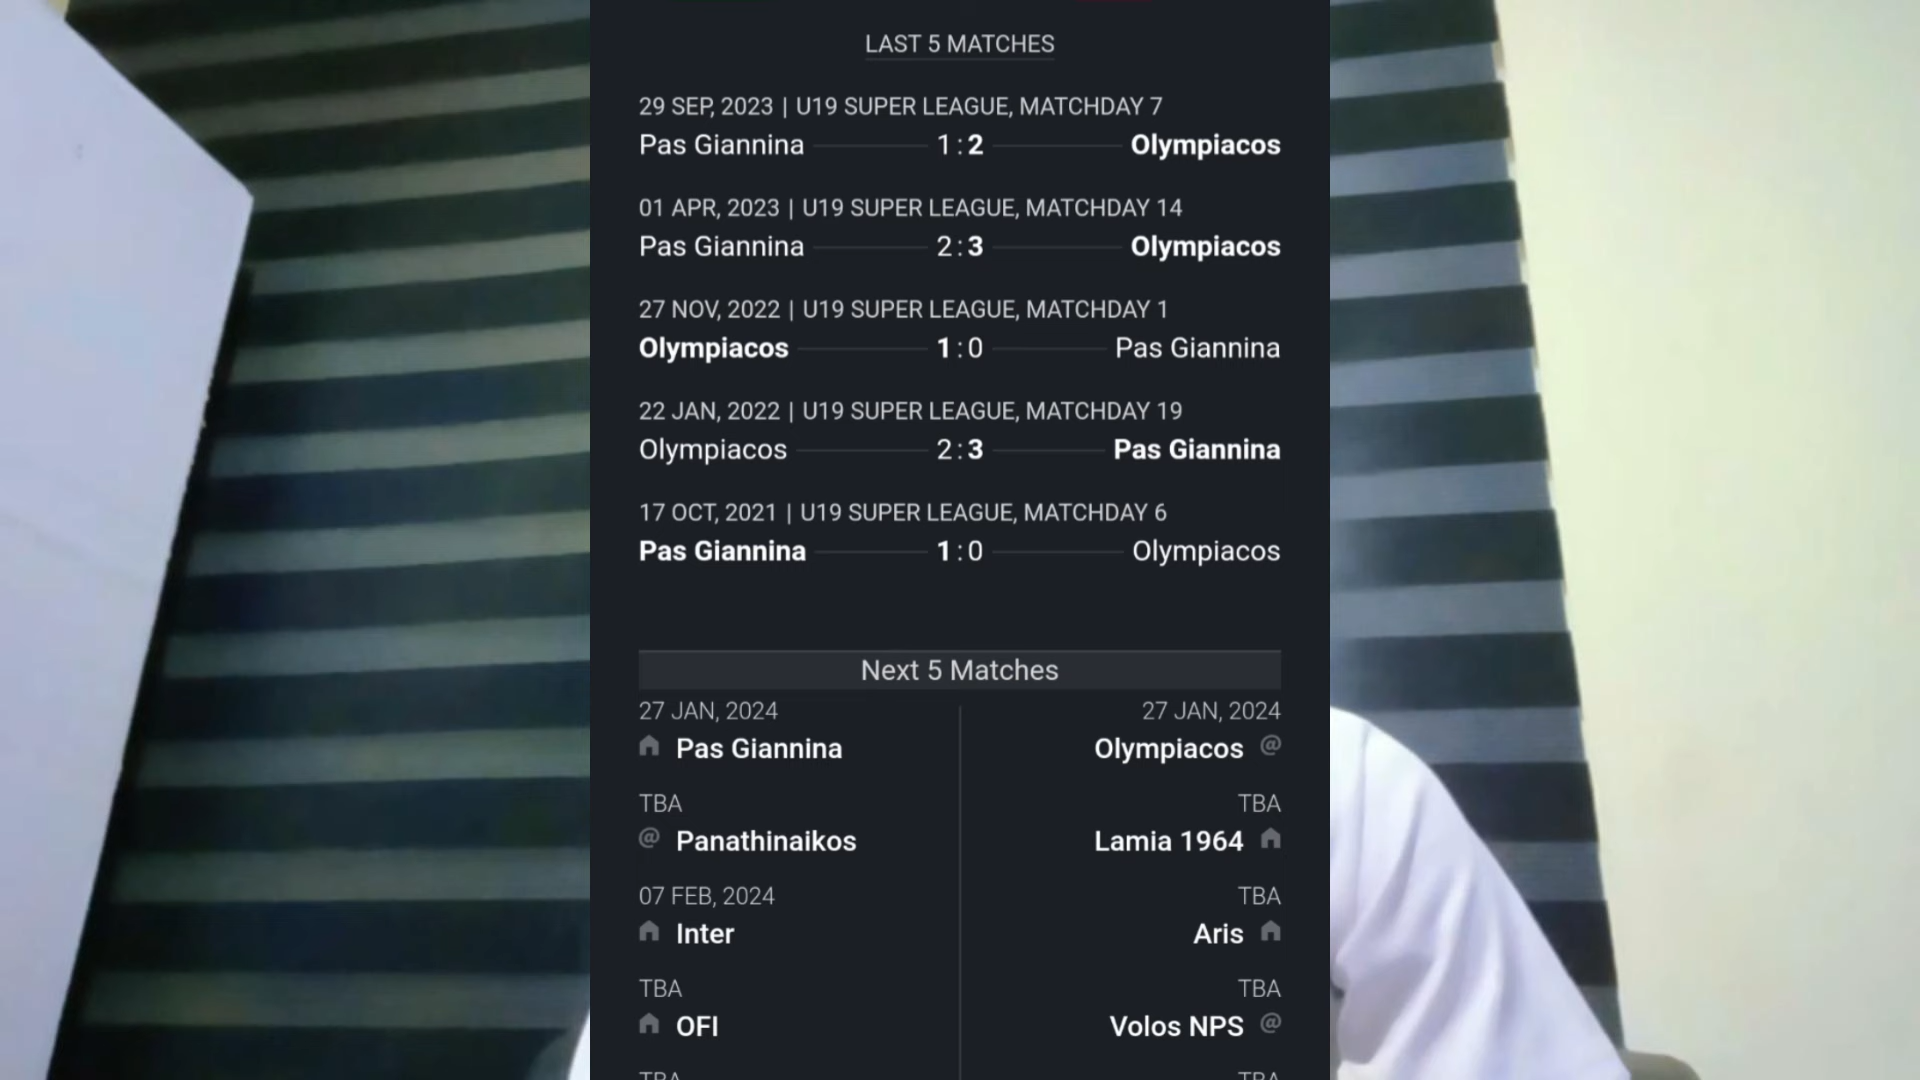 LAST 5 MATCHES
29 SEP, 2023 | U19 SUPER LEAGUE, MATCHDAY 7
Pas Giannina 1 : 2 Olympiacos
01 APR, 2023 | U19 SUPER LEAGUE, MATCHDAY 14
Pas Giannina 2 : 3 Olympiacos
27 NOV, 2022 | U19 SUPER LEAGUE, MATCHDAY 1
Olympiacos 1 : 0 Pas Giannina
22 JAN, 2022 | U19 SUPER LEAGUE, MATCHDAY 19
Olympiacos 2 : 3 Pas Giannina
17 OCT, 2021 | U19 SUPER LEAGUE, MATCHDAY 6
Pas Giannina 1 : 0 Olympiacos
Next 5 Matches
27 JAN, 2024 27 JAN, 2024
Pas Giannina Olympiacos @
TBA TBA
@ Panathinaikos Lamia 1964
07 FEB, 2024 TBA
Inter Aris
TBA TBA
OFI Volos NPS @
TBA TBA